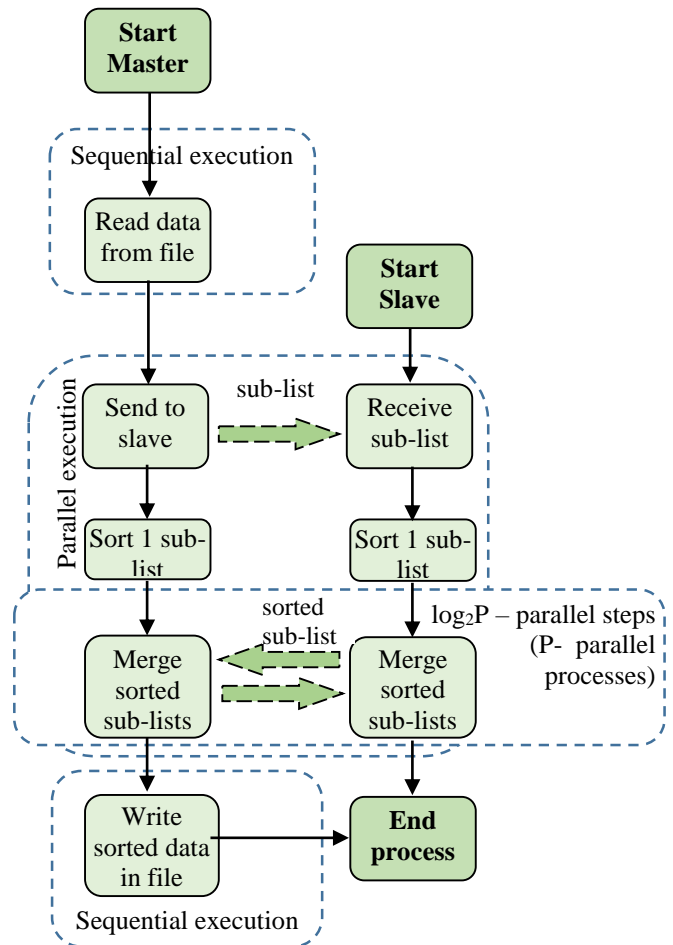 Start
Master
Sequential execution
Read data
from file
Start
Slave
Parallel execution
Send to
slave
sub-list
Receive
sub-list
Sort 1 sub-
list
Sort 1 sub-
list
sorted
sub-list
log₂P – parallel steps
(P- parallel
processes)
Merge
sorted
sub-lists
Merge
sorted
sub-lists
Write
sorted data
in file
End
process
Sequential execution